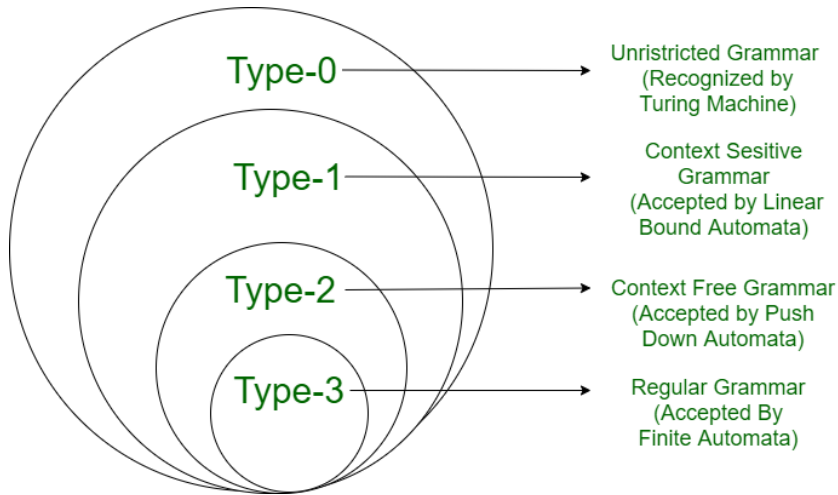 Type-0
Unristricted Grammar
(Recognized by
Turing Machine)
Type-1
Context Sesitive
Grammar
(Accepted by Linear
Bound Automata)
Type-2
Context Free Grammar
(Accepted by Push
Down Automata)
Type-3
Regular Grammar
(Accepted By
Finite Automata)